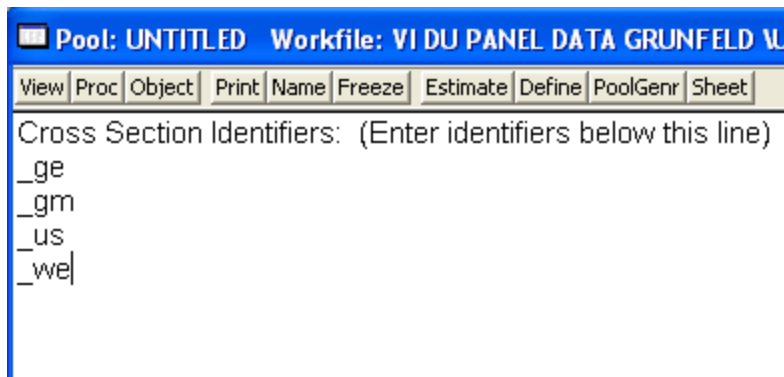 Pool: UNTITLED Workfile: VI DU PANEL DATA GRUNFELD \U
View Proc Object Print Name Freeze Estimate Define PoolGenr Sheet
Cross Section Identifiers: (Enter identifiers below this line)
_ge
_gm
_us
_we